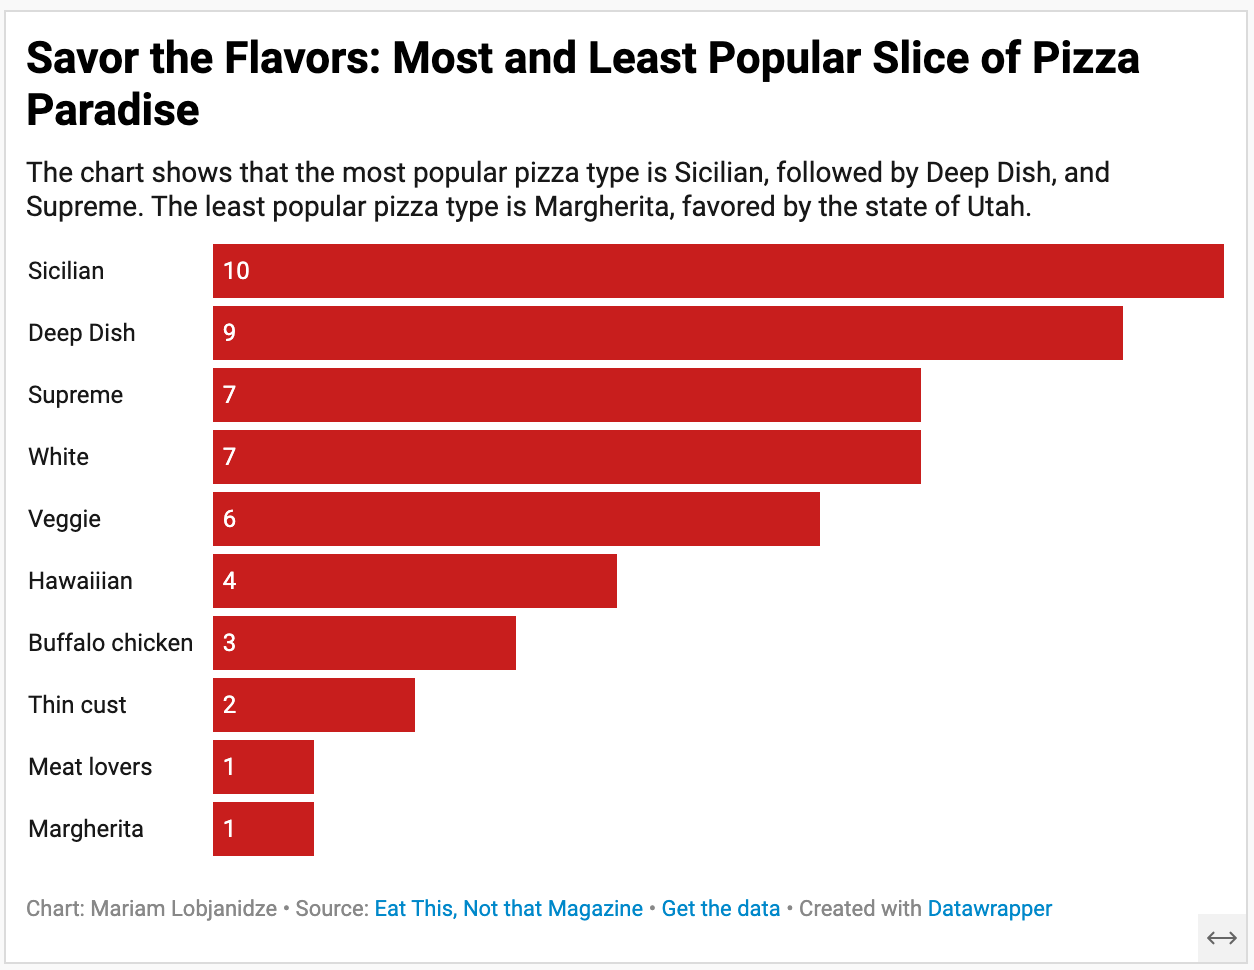 Savor the Flavors: Most and Least Popular Slice of Pizza
Paradise
The chart shows that the most popular pizza type is Sicilian, followed by Deep Dish, and
Supreme. The least popular pizza type is Margherita, favored by the state of Utah.
Sicilian 10
Deep Dish 9
Supreme 7
White 7
Veggie 6
Hawaiiian 4
Buffalo chicken 3
Thin cust 2
Meat lovers 1
Margherita 1
Chart: Mariam Lobjanidze • Source: Eat This, Not that Magazine • Get the data • Created with Datawrapper